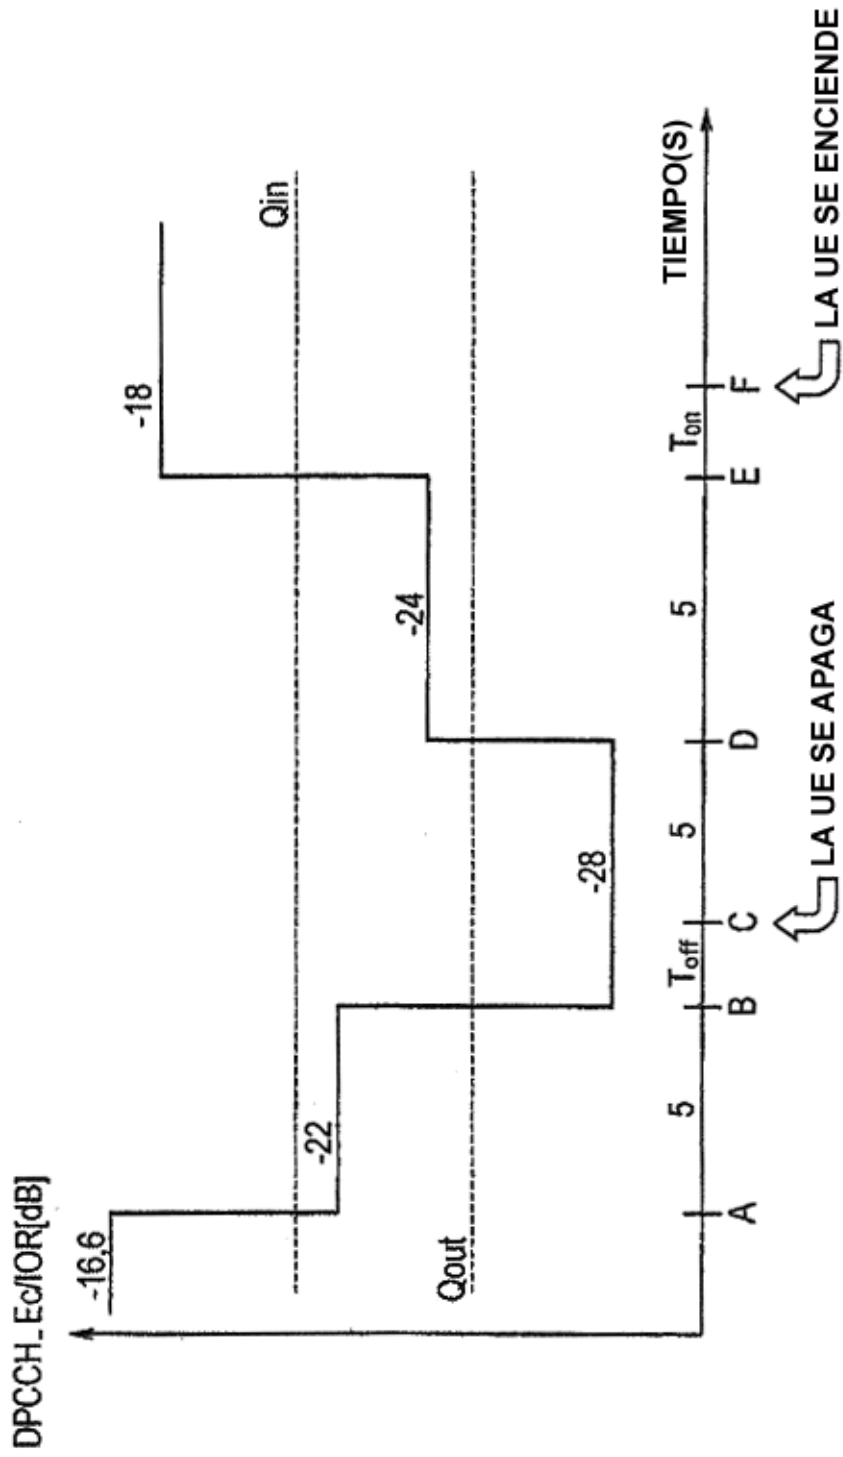 DPCCH_Ec/IOR[dB]
-16,6
-22
-28
-24
-18
Qin
Qout
A
5
B
Toff
C
5
D
5
E
Ton
F
TIEMPO(S)
LA UE SE APAGA
LA UE SE ENCIENDE